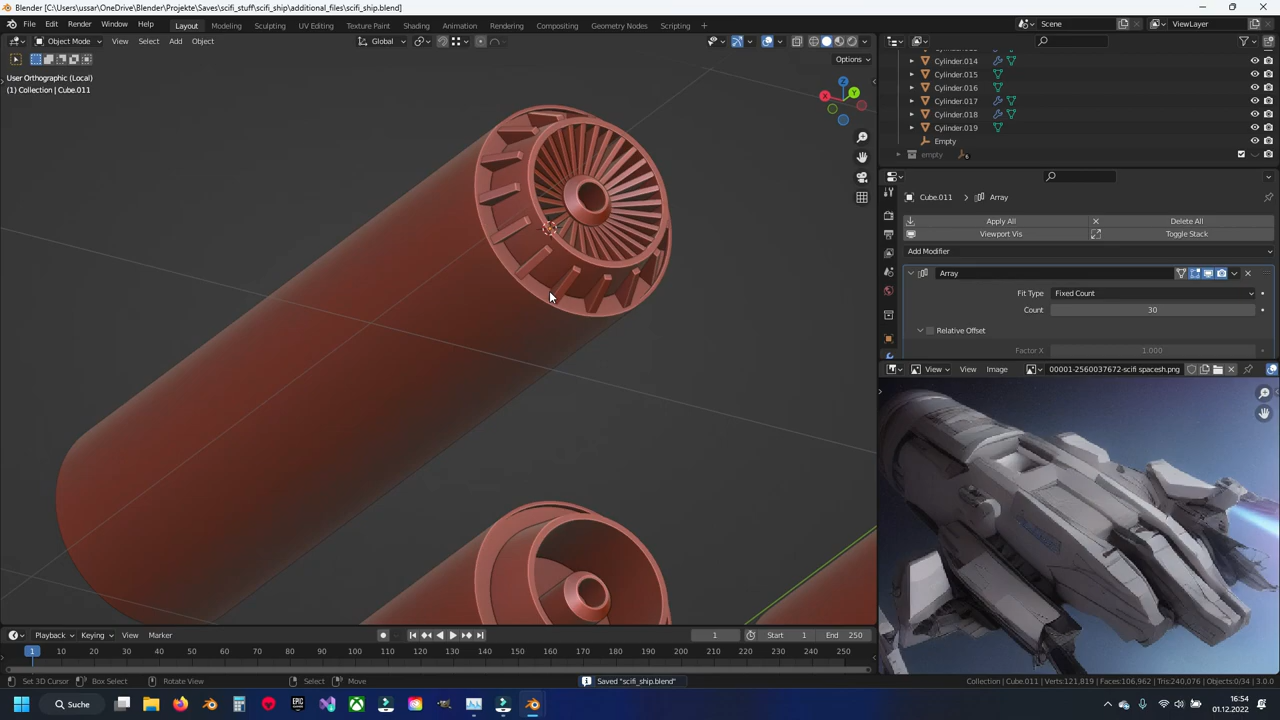 Blender [C:\Users\ussar\OneDrive\Blender\Projekte\Saves\scifi_stuff\scifi_ship\additional_files\scifi_ship.blend]
File Edit Render Window Help Layout Modeling Sculpting UV Editing Texture Paint Shading Animation Rendering Compositing Geometry Nodes Scripting + Scene ViewLayer
Object Mode View Select Add Object Global
Options
User Orthographic (Local)
(1) Collection | Cube.011
Z
Y
X
Cylinder.014
Cylinder.015
Cylinder.016
Cylinder.017
Cylinder.018
Cylinder.019
Empty
empty 6
Cube.011 > Array
Apply All Delete All
Viewport Vis Toggle Stack
Add Modifier
Array
Fit Type Fixed Count
Count 30
Relative Offset
Factor X 1.000
View View Image 00001-2560037672-scifi spacesh.png
Playback Keying View Marker 1 Start 1 End 250
1 10 20 30 40 50 60 70 80 90 100 110 120 130 140 150 160 170 180 190 200 210 220 230 240 250
Set 3D Cursor Box Select Rotate View Select Move Saved "scifi_ship.blend" Collection | Cube.011 | Verts:121,819 | Faces:106,962 | Tris:240,076 | Objects:0/34 | 3.0.0
Suche
16:54
01.12.2022